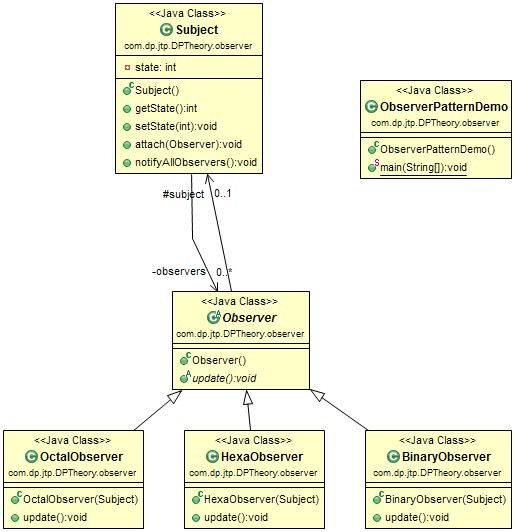 <<Java Class>>
Subject
com.dp.jtp.DPTheory.observer
state: int
Subject()
getState():int
setState(int):void
attach(Observer):void
notifyAllObservers():void
<<Java Class>>
ObserverPatternDemo
com.dp.jtp.DPTheory.observer
ObserverPatternDemo()
main(String[]):void
#subject 0..1
-observers 0..*
<<Java Class>>
Observer
com.dp.jtp.DPTheory.observer
Observer()
update():void
<<Java Class>>
OctalObserver
com.dp.jtp.DPTheory.observer
OctalObserver(Subject)
update():void
<<Java Class>>
HexaObserver
com.dp.jtp.DPTheory.observer
HexaObserver(Subject)
update():void
<<Java Class>>
BinaryObserver
com.dp.jtp.DPTheory.observer
BinaryObserver(Subject)
update():void